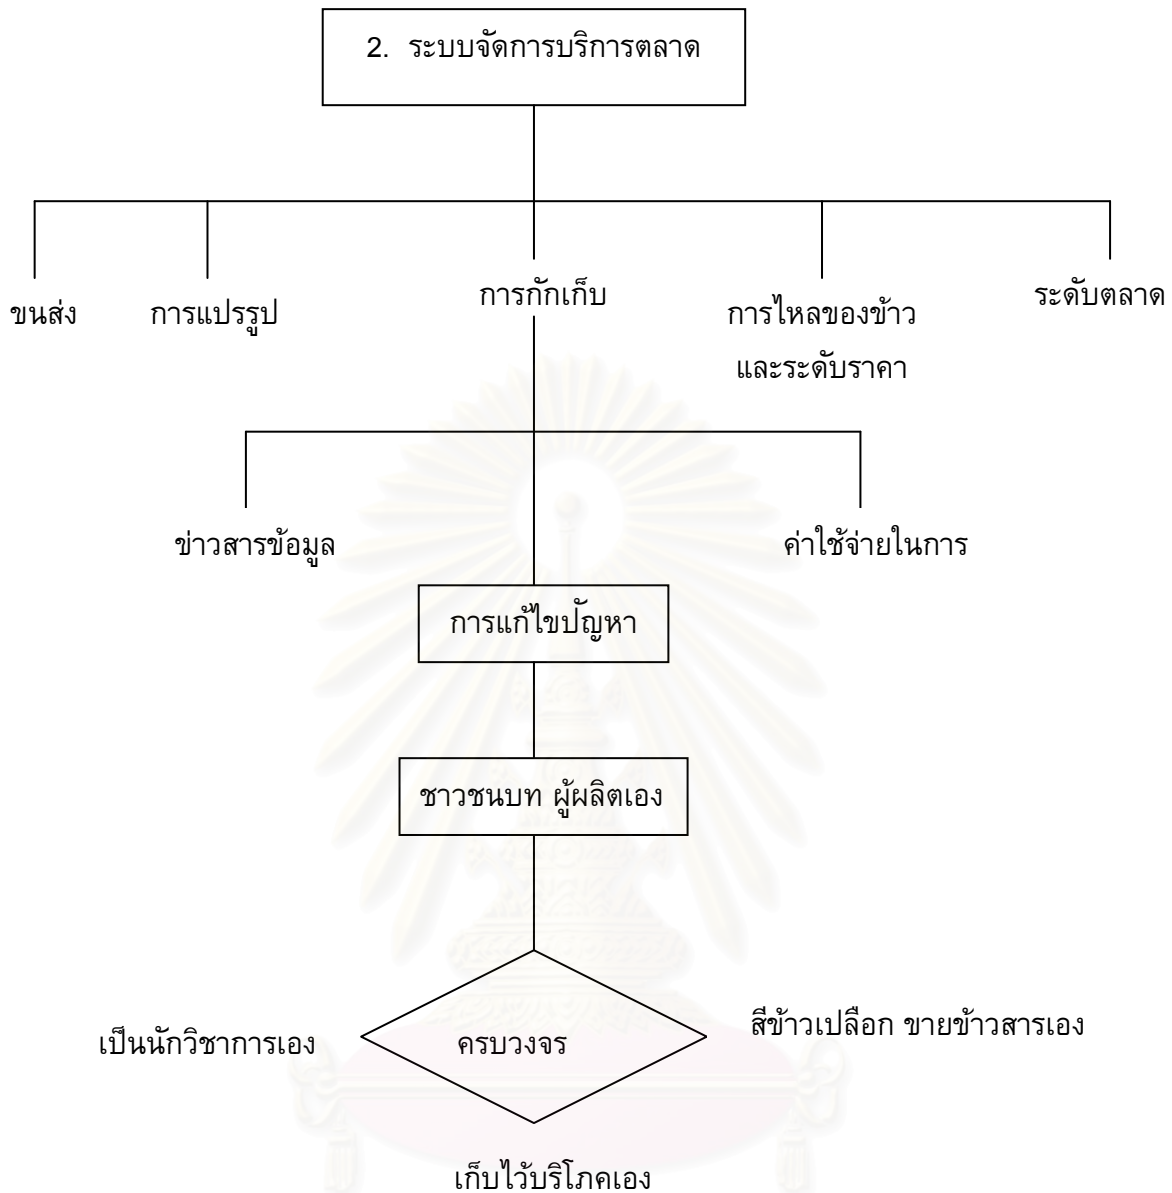 2. ระบบจัดการบริการตลาด
ขนส่ง
การแปรรูป
การกักเก็บ
การไหลของข้าว
และระดับราคา
ระดับตลาด
ข่าวสารข้อมูล
ค่าใช้จ่ายในการ
การแก้ไขปัญหา
ชาวชนบท ผู้ผลิตเอง
เป็นนักวิชาการเอง
ครบวงจร
สีข้าวเปลือก ขายข้าวสารเอง
เก็บไว้บริโภคเอง